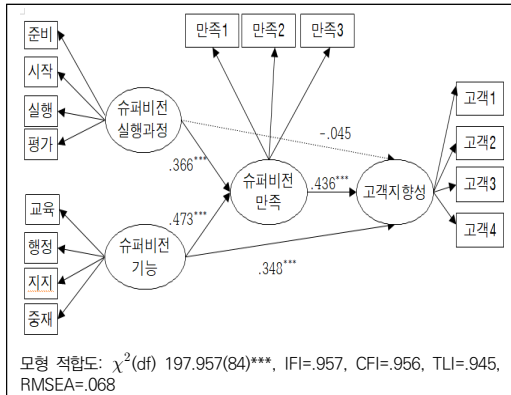 준비
시작
실행
평가
만족1
만족2
만족3
슈퍼비전
실행과정
-.045
고객1
고객2
고객3
고객4
.366***
슈퍼비전
만족
.436***
고객지향성
.473***
교육
행정
지지
중재
슈퍼비전
기능
.348***
모형 적합도: χ²(df) 197.957(84)***, IFI=.957, CFI=.956, TLI=.945,
RMSEA=.068